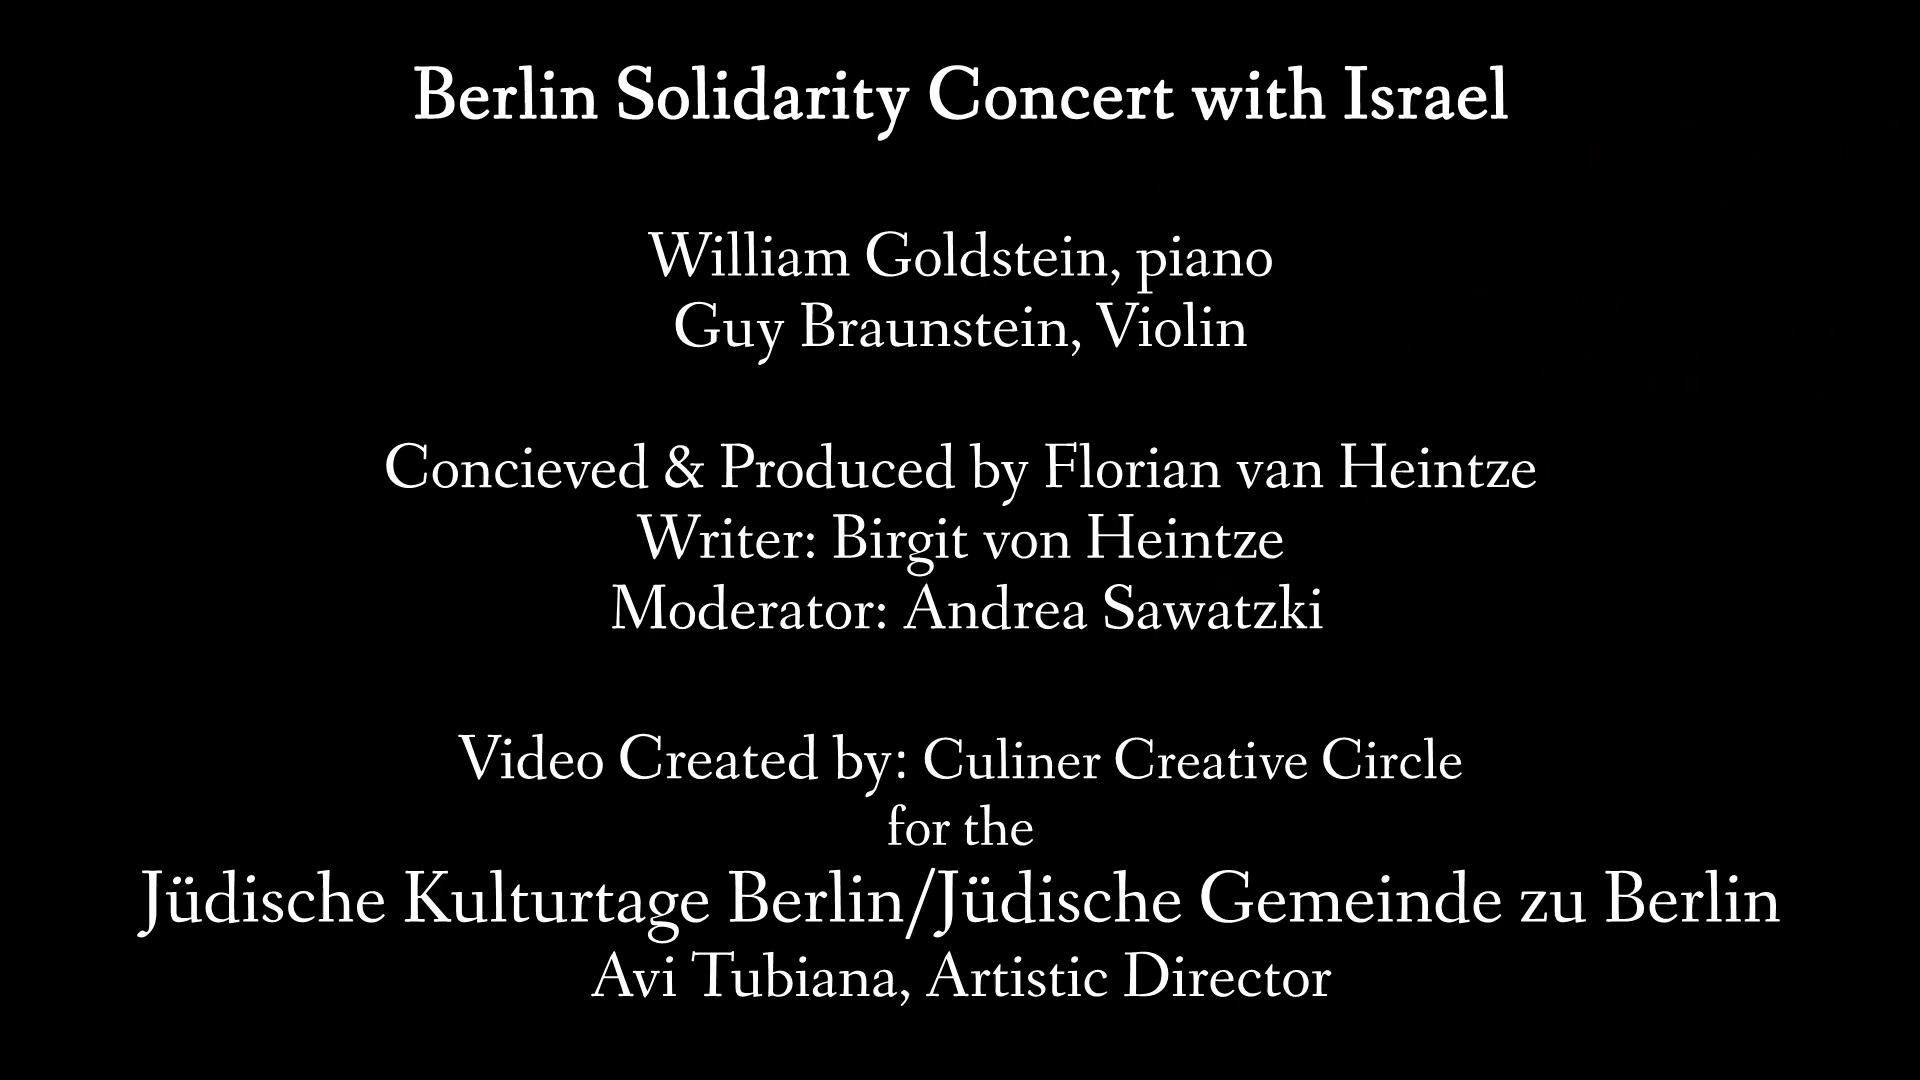 Berlin Solidarity Concert with Israel
William Goldstein, piano
Guy Braunstein, Violin
Concieved & Produced by Florian van Heintze
Writer: Birgit von Heintze
Moderator: Andrea Sawatzki
Video Created by: Culiner Creative Circle
for the
Jüdische Kulturtage Berlin/Jüdische Gemeinde zu Berlin
Avi Tubiana, Artistic Director